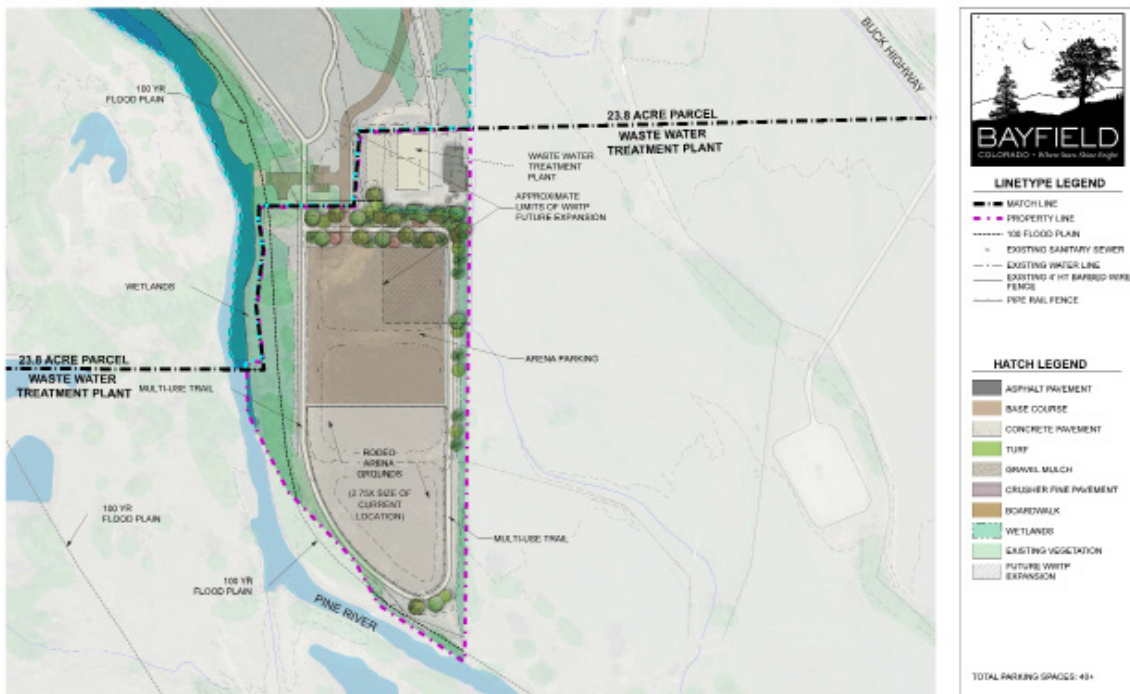 BUCK HIGHWAY
100 YR
FLOOD PLAIN
23.8 ACRE PARCEL
WASTE WATER
TREATMENT PLANT
WASTE WATER
TREATMENT
PLANT
APPROXIMATE
LIMITS OF WWTP
FUTURE EXPANSION
WETLANDS
23.8 ACRE PARCEL
WASTE WATER
TREATMENT PLANT
MULTI-USE TRAIL
ARENA PARKING
RODEO
ARENA
GROUNDS
(2.75X SIZE OF
CURRENT
LOCATION)
100 YR
FLOOD PLAIN
MULTI-USE TRAIL
100 YR
FLOOD PLAIN
PINE RIVER
BAYFIELD
COLORADO • Where Stars Shine Bright
LINETYPE LEGEND
MATCH LINE
PROPERTY LINE
100 FLOOD PLAIN
EXISTING SANITARY SEWER
EXISTING WATER LINE
EXISTING 4' HT BARBED WIRE
FENCE
PIPE RAIL FENCE
HATCH LEGEND
ASPHALT PAVEMENT
BASE COURSE
CONCRETE PAVEMENT
TURF
GRAVEL MULCH
CRUSHER FINE PAVEMENT
BOARDWALK
WETLANDS
EXISTING VEGETATION
FUTURE WWTP
EXPANSION
TOTAL PARKING SPACES: 40+